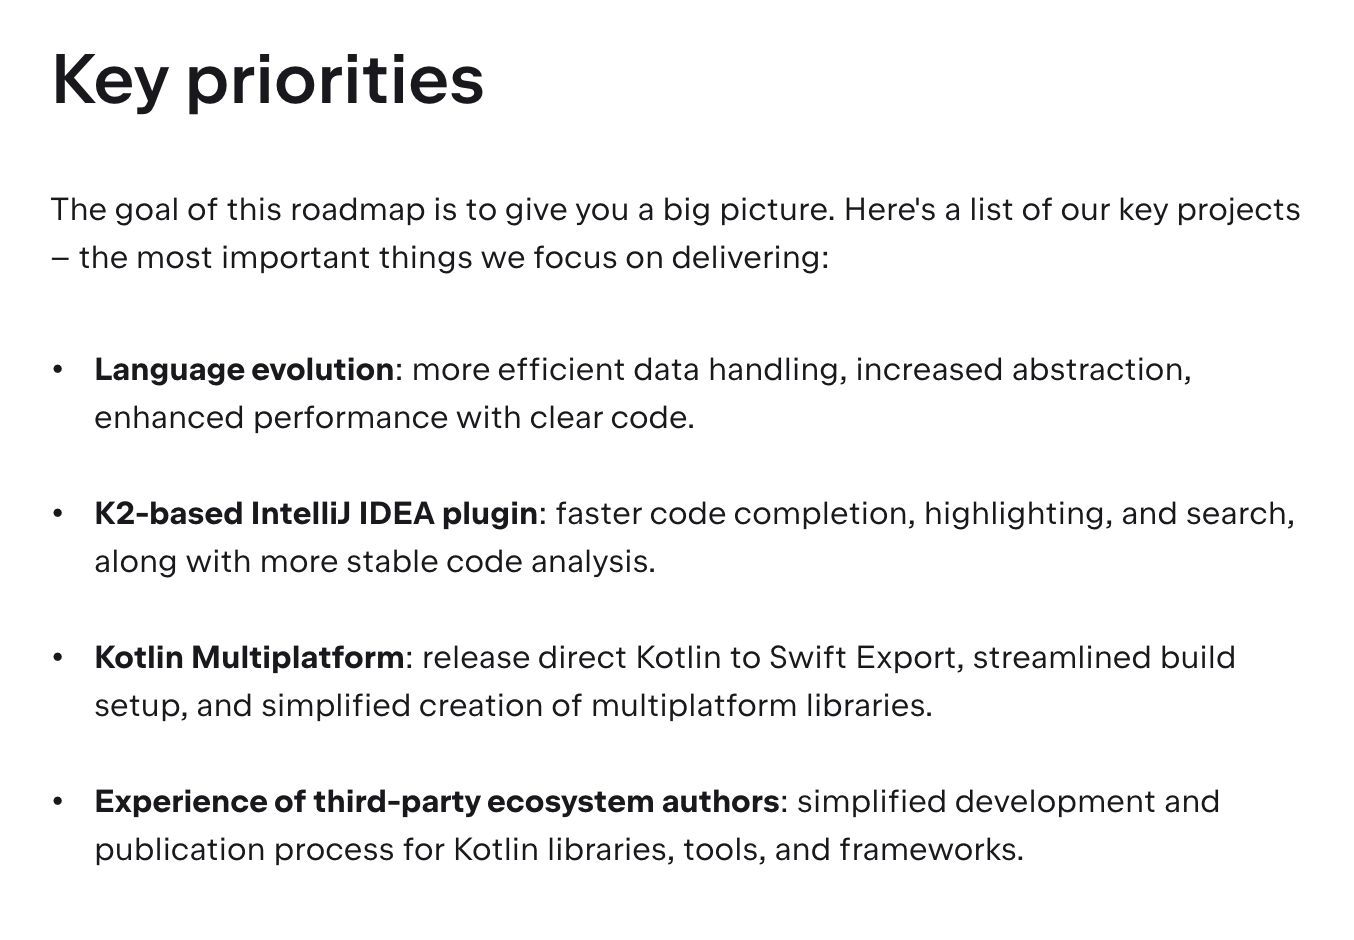 Key priorities
The goal of this roadmap is to give you a big picture. Here's a list of our key projects
– the most important things we focus on delivering:
• Language evolution: more efficient data handling, increased abstraction,
enhanced performance with clear code.
• K2-based IntelliJ IDEA plugin: faster code completion, highlighting, and search,
along with more stable code analysis.
• Kotlin Multiplatform: release direct Kotlin to Swift Export, streamlined build
setup, and simplified creation of multiplatform libraries.
• Experience of third-party ecosystem authors: simplified development and
publication process for Kotlin libraries, tools, and frameworks.